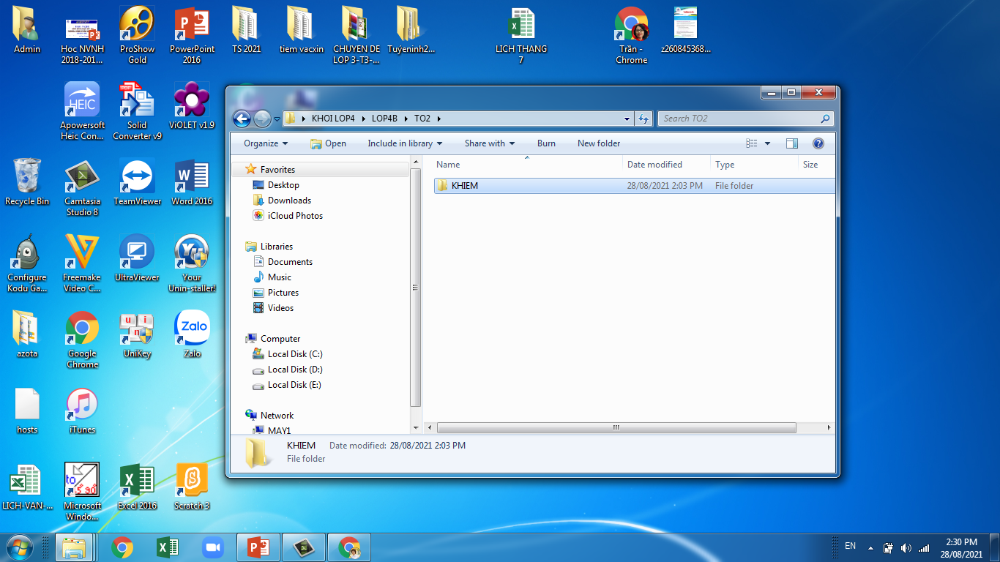 Admin
Hoc NVNH
2018-201...
ProShow
Gold
PowerPoint
2016
TS 2021
tiem vacxin
CHUYEN DE
LOP 3-T3-...
Tuýeninh2...
LICH THANG
7
Trần -
Chrome
z260845368...
Apowersoft
Heic Con...
Solid
Converter v9
ViOLET v1.9
Recycle Bin
Camtasia
Studio 8
TeamViewer
Word 2016
Configure
Kodu Ga...
Freemake
Video C...
UltraViewer
Your
Unin-staller!
azota
Google
Chrome
UniKey
Zalo
hosts
iTunes
LICH-VAN-...
Microsoft
Windo...
Excel 2016
Scratch 3
KHOI LOP4
LOP4B
TO2
Search TO2
Organize
Open
Include in library
Share with
Burn
New folder
Favorites
Desktop
Downloads
iCloud Photos
Libraries
Documents
Music
Pictures
Videos
Computer
Local Disk (C:)
Local Disk (D:)
Local Disk (E:)
Network
MAY1
Name Date modified Type Size
KHIEM 28/08/2021 2:03 PM File folder
KHIEM Date modified: 28/08/2021 2:03 PM
File folder
EN
2:30 PM
28/08/2021